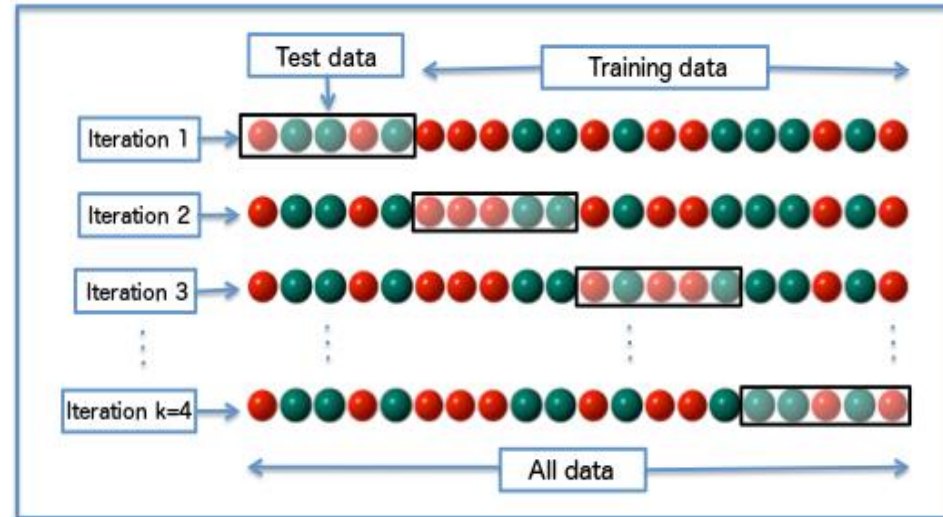 Test data
Training data
Iteration 1
Iteration 2
Iteration 3
Iteration k=4
All data